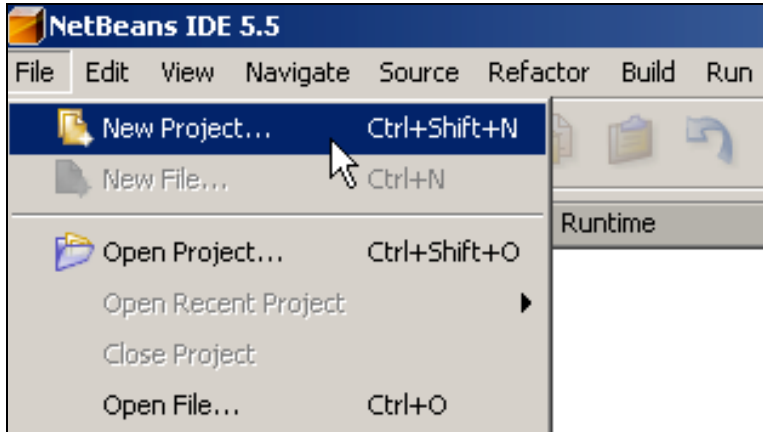 NetBeans IDE 5.5
File Edit View Navigate Source Refactor Build Run
New Project... Ctrl+Shift+N
New File... Ctrl+N
Runtime
Open Project... Ctrl+Shift+O
Open Recent Project
Close Project
Open File... Ctrl+O